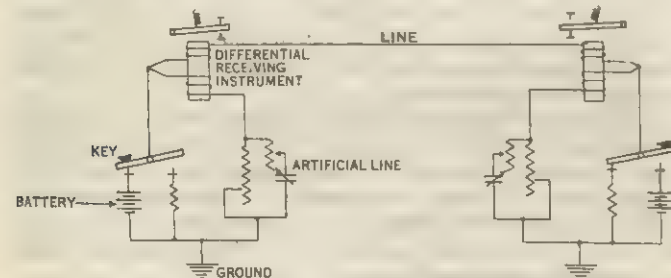 LINE
DIFFERENTIAL
RECEIVING
INSTRUMENT
KEY
ARTIFICIAL LINE
BATTERY
GROUND